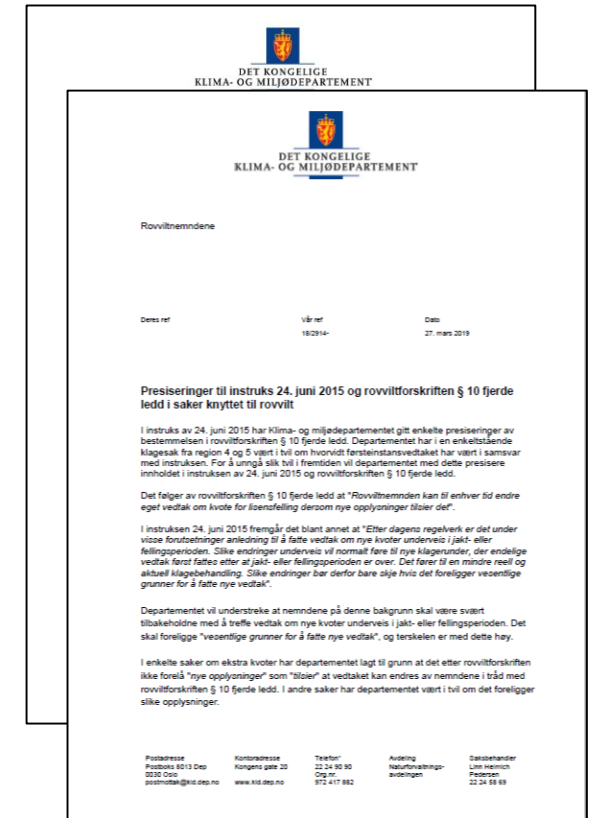 DET KONGELIGE
KLIMA- OG MILJØDEPARTEMENT
DET KONGELIGE
KLIMA- OG MILJØDEPARTEMENT
Rovviltnemndene
Deres ref Vår ref Dato
18/2914- 27. mars 2019
Presiseringer til instruks 24. juni 2015 og rovviltforskriften § 10 fjerde
ledd i saker knyttet til rovvilt
I instruks av 24. juni 2015 har Klima- og miljødepartementet gitt enkelte presiseringer av
bestemmelsen i rovviltforskriften § 10 fjerde ledd. Departementet har i en enkeltstående
klagesak fra region 4 og 5 vært i tvil om hvorvidt førsteinstansvedtaket har vært i samsvar
med instruksen. For å unngå slik tvil i fremtiden vil departementet med dette presisere
innholdet i instruksen av 24. juni 2015 og rovviltforskriften § 10 fjerde ledd.
Det følger av rovviltforskriften § 10 fjerde ledd at "Rovviltnemnden kan til enhver tid endre
eget vedtak om kvote for lisensfelling dersom nye opplysninger tilsier det".
I instruksen 24. juni 2015 fremgår det blant annet at "Etter dagens regelverk er det under
visse forutsetninger anledning til å fatte vedtak om nye kvoter underveis i jakt- eller
fellingsperioden. Slike endringer underveis vil normalt føre til nye klagerunder, der endelige
vedtak først fattes etter at jakt- eller fellingsperioden er over. Det fører til en mindre reell og
aktuell klagebehandling. Slike endringer bør derfor bare skje hvis det foreligger vesentlige
grunner for å fatte nye vedtak".
Departementet vil understreke at nemndene på denne bakgrunn skal være svært
tilbakeholdne med å treffe vedtak om nye kvoter underveis i jakt- eller fellingsperioden. Det
skal foreligge "vesentlige grunner for å fatte nye vedtak", og terskelen er med dette høy.
I enkelte saker om ekstra kvoter har departementet lagt til grunn at det etter rovviltforskriften
ikke forelå "nye opplysninger" som "tilsier" at vedtaket kan endres av nemndene i tråd med
rovviltforskriften § 10 fjerde ledd. I andre saker har departementet vært i tvil om det foreligger
slike opplysninger.
Postadresse Kontoradresse Telefon* Avdeling Saksbehandler
Postboks 8013 Dep Kongens gate 20 22 24 90 90 Naturforvaltnings- Linn Helmich
0030 Oslo Org.nr. avdelingen Pedersen
postmottak@kld.dep.no www.kld.dep.no 972 417 882 22 24 58 69